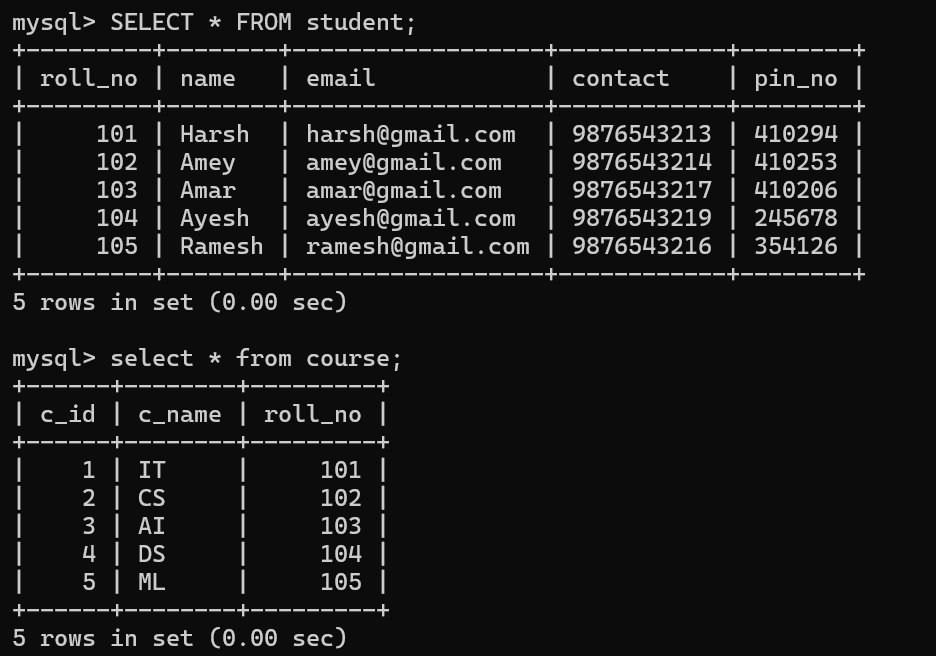 mysql> SELECT * FROM student;
+---------+--------+------------------+------------+--------+
| roll_no | name   | email            | contact    | pin_no |
+---------+--------+------------------+------------+--------+
|     101 | Harsh  | harsh@gmail.com  | 9876543213 | 410294 |
|     102 | Amey   | amey@gmail.com   | 9876543214 | 410253 |
|     103 | Amar   | amar@gmail.com   | 9876543217 | 410206 |
|     104 | Ayesh  | ayesh@gmail.com  | 9876543219 | 245678 |
|     105 | Ramesh | ramesh@gmail.com | 9876543216 | 354126 |
+---------+--------+------------------+------------+--------+
5 rows in set (0.00 sec)

mysql> select * from course;
+------+--------+---------+
| c_id | c_name | roll_no |
+------+--------+---------+
|    1 | IT     |     101 |
|    2 | CS     |     102 |
|    3 | AI     |     103 |
|    4 | DS     |     104 |
|    5 | ML     |     105 |
+------+--------+---------+
5 rows in set (0.00 sec)